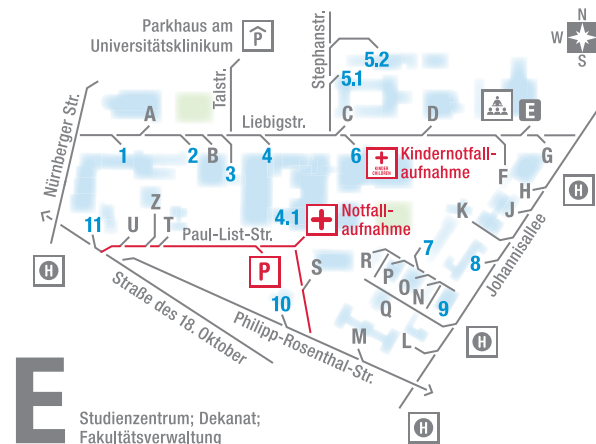 N
W
S
Parkhaus am
Universitätsklinikum
P
Stephanstr.
5.2
5.1
Talstr.
Nürnberger Str.
A
Liebigstr.
C
D
E
1
2
B
3
4
6
KINDER
CHILDREN
Kindernotfall-
aufnahme
F
G
H
H
J
K
Z
11
U
T
4.1
Notfall-
aufnahme
Paul-List-Str.
H
P
S
R
P
O
N
7
8
9
Q
Johannisallee
10
Straße des 18. Oktober
Philipp-Rosenthal-Str.
M
L
H
H
E
Studienzentrum; Dekanat;
Fakultätsverwaltung